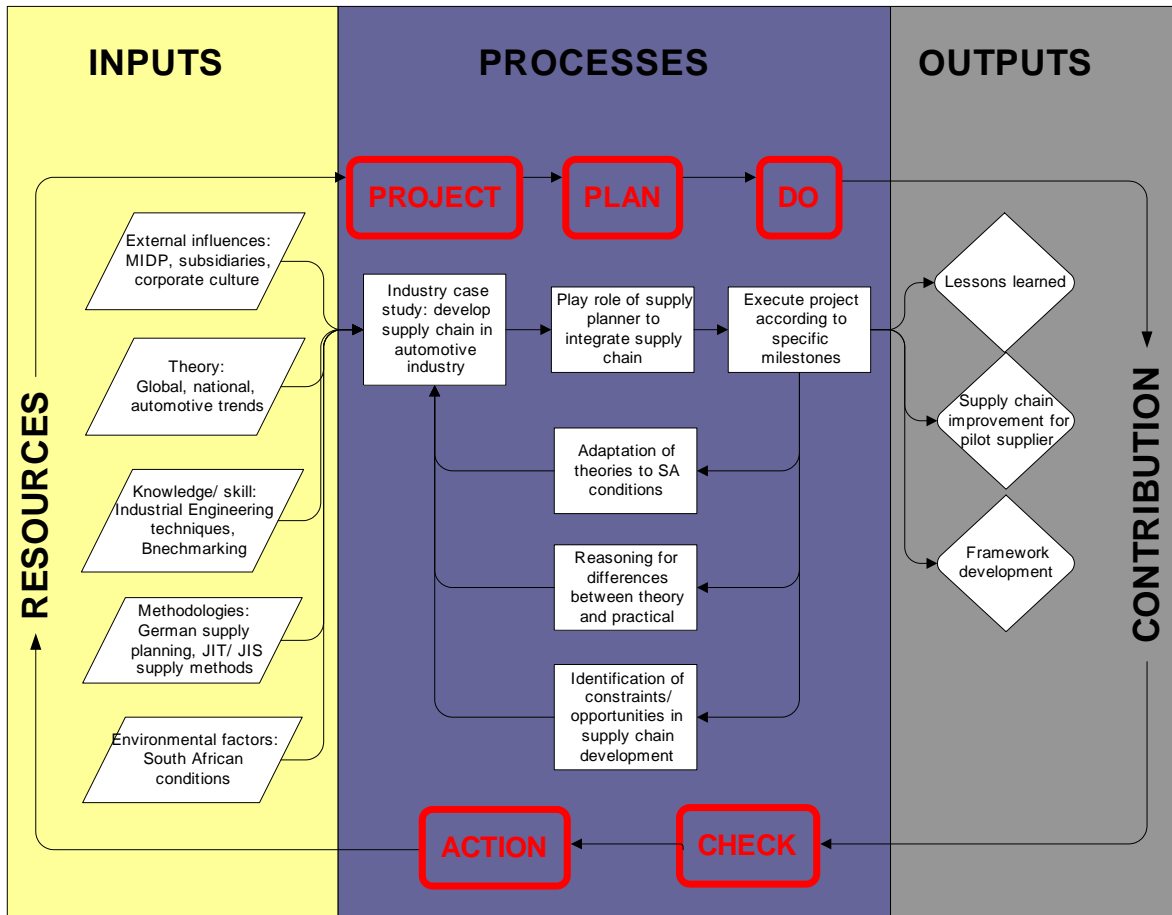 INPUTS
PROCESSES
OUTPUTS
PROJECT
PLAN
DO
RESOURCES
External influences:
MIDP, subsidiaries,
corporate culture
Theory:
Global, national,
automotive trends
Knowledge/ skill:
Industrial Engineering
techniques,
Bnechmarking
Methodologies:
German supply
planning, JIT/ JIS
supply methods
Environmental factors:
South African
conditions
Industry case
study: develop
supply chain in
automotive
industry
Play role of supply
planner to
integrate supply
chain
Execute project
according to
specific
milestones
Adaptation of
theories to SA
conditions
Reasoning for
differences
between theory
and practical
Identification of
constraints/
opportunities in
supply chain
development
Lessons learned
Supply chain
improvement for
pilot supplier
Framework
development
CONTRIBUTION
ACTION
CHECK